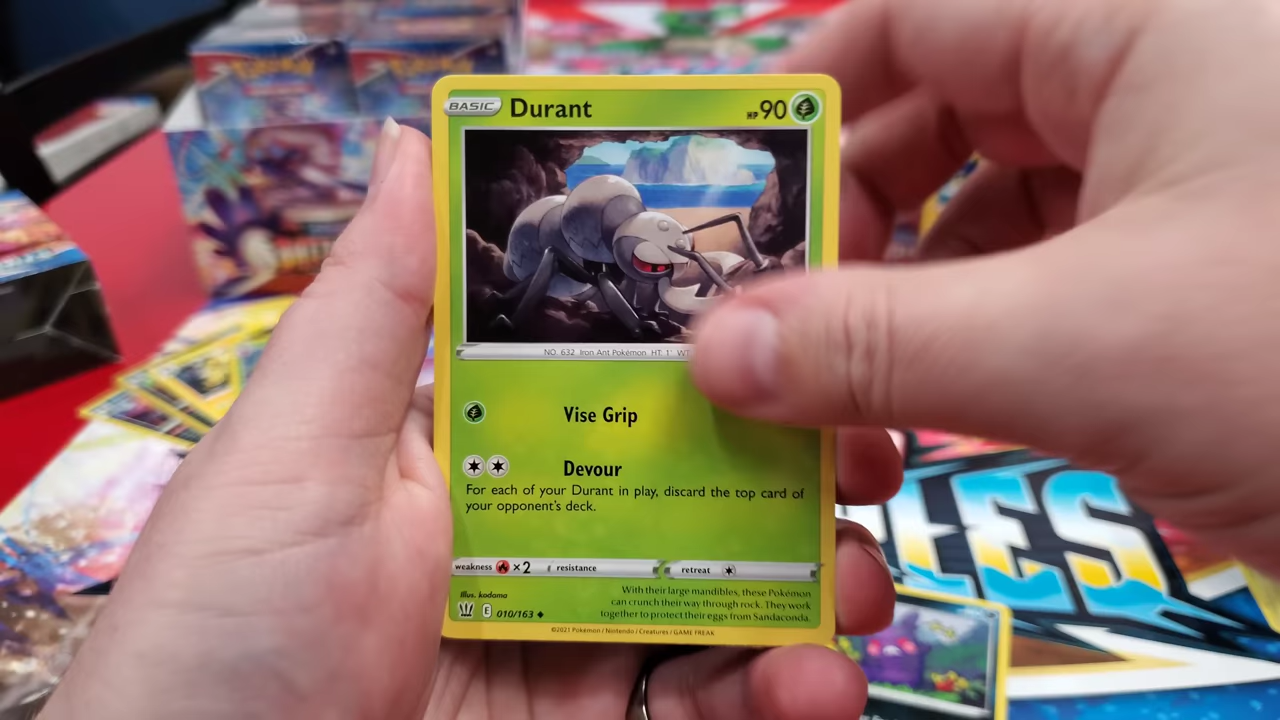 Pokémon
Pokémon
BASIC Durant HP 90
NO. 632 Iron Ant Pokémon HT: 1' WT
Vise Grip
Devour
For each of your Durant in play, discard the top card of
your opponent's deck.
weakness ×2 resistance retreat
Illus. kodama
With their large mandibles, these Pokémon
can crunch their way through rock. They work
together to protect their eggs from Sandaconda.
E 010/163
©2021 Pokémon / Nintendo / Creatures / GAME FREAK
LES